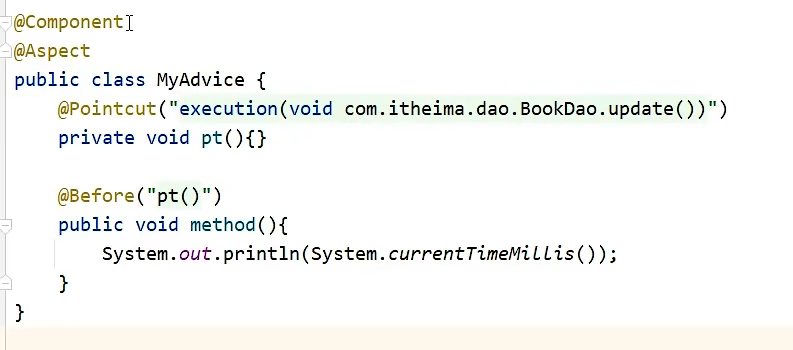 @Component
@Aspect
public class MyAdvice {
    @Pointcut("execution(void com.itheima.dao.BookDao.update())")
    private void pt(){}
    @Before("pt()")
    public void method(){
        System.out.println(System.currentTimeMillis());
    }
}